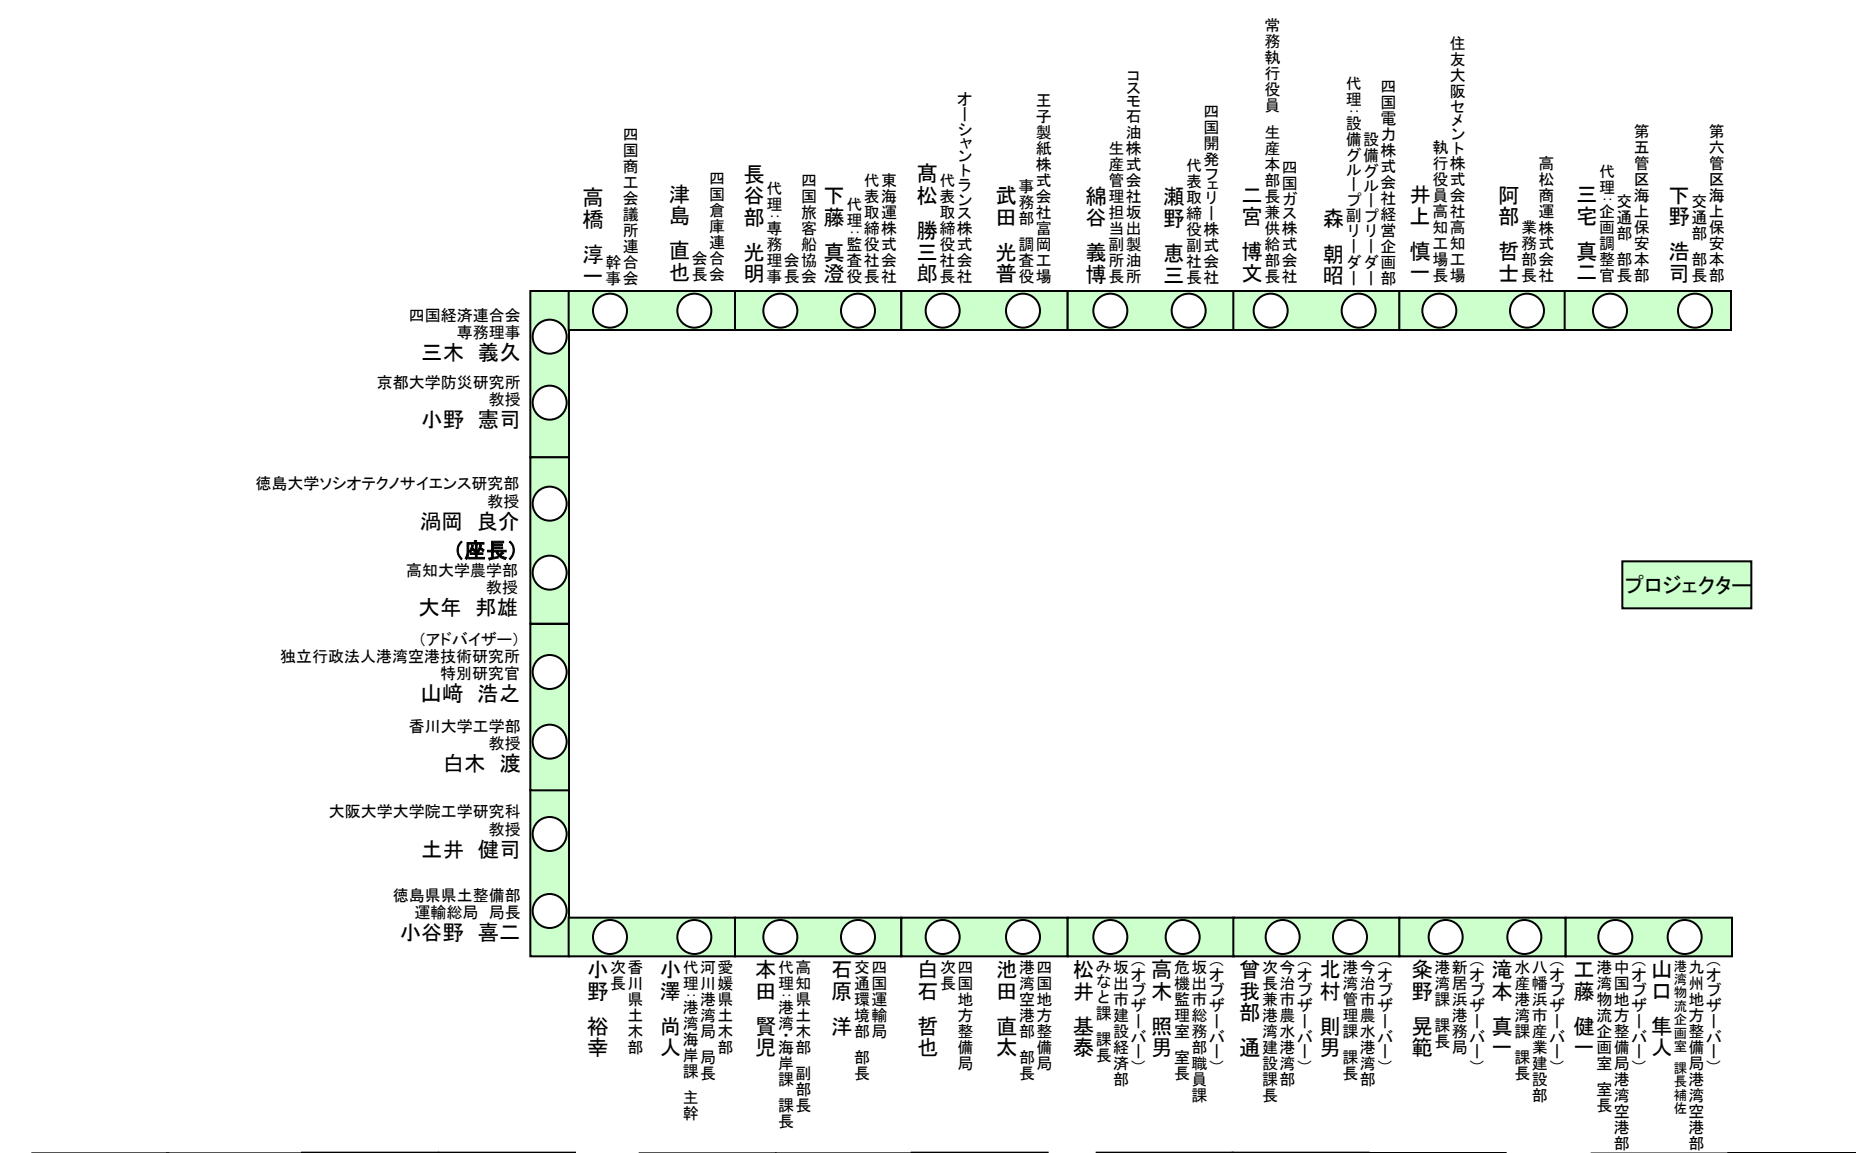 四国商工会議所連合会
幹事
高橋 淳一
四国倉庫連合会
会長
津島 直也
四国旅客船協会
会長
代理:専務理事
長谷部 光明
東海運株式会社
代表取締役社長
代理:監査役
下藤 真澄
オーシャントランス株式会社
代表取締役社長
髙松 勝三郎
王子製紙株式会社富岡工場
事務部 調査役
武田 光普
コスモ石油株式会社坂出製油所
生産管理担当副所長
綿谷 義博
四国開発フェリー株式会社
代表取締役副社長
瀬野 恵三
四国ガス株式会社
常務執行役員 生産本部長兼供給部長
二宮 博文
四国電力株式会社経営企画部
設備グループリーダー
代理:設備グループ副リーダー
森 朝昭
住友大阪セメント株式会社高知工場
執行役員高知工場長
井上 慎一
高松商運株式会社
業務部長
阿部 哲士
第五管区海上保安本部
交通部 部長
代理:企画調整官
三宅 真二
第六管区海上保安本部
交通部 部長
下野 浩司
四国経済連合会
専務理事
三木 義久
京都大学防災研究所
教授
小野 憲司
徳島大学ソシオテクノサイエンス研究部
教授
渦岡 良介
(座長)
高知大学農学部
教授
大年 邦雄
(アドバイザー)
独立行政法人港湾空港技術研究所
特別研究官
山﨑 浩之
香川大学工学部
教授
白木 渡
大阪大学大学院工学研究科
教授
土井 健司
徳島県県土整備部
運輸総局 局長
小谷野 喜二
プロジェクター
香川県土木部
次長
小野 裕幸
愛媛県土木部
河川港湾局 局長
代理:港湾海岸課 主幹
小澤 尚人
高知県土木部 副部長
代理:港湾・海岸課 課長
本田 賢児
四国運輸局
交通環境部 部長
石原 洋
四国地方整備局
次長
白石 哲也
四国地方整備局
港湾空港部 部長
池田 直太
(オブザーバー)
坂出市建設経済部
みなと課 課長
松井 基泰
(オブザーバー)
坂出市総務部職員課
危機監理室 室長
高木 照男
(オブザーバー)
今治市農水港湾部
次長兼港湾建設課長
曾我部 通
(オブザーバー)
今治市農水港湾部
港湾管理課 課長
北村 則男
(オブザーバー)
新居浜港務局
港湾課 課長
粂野 晃範
(オブザーバー)
八幡浜市産業建設部
水産港湾課 課長
滝本 真一
(オブザーバー)
中国地方整備局港湾空港部
港湾物流企画室 室長
工藤 健一
(オブザーバー)
九州地方整備局港湾空港部
港湾物流企画室 課長補佐
山口 隼人